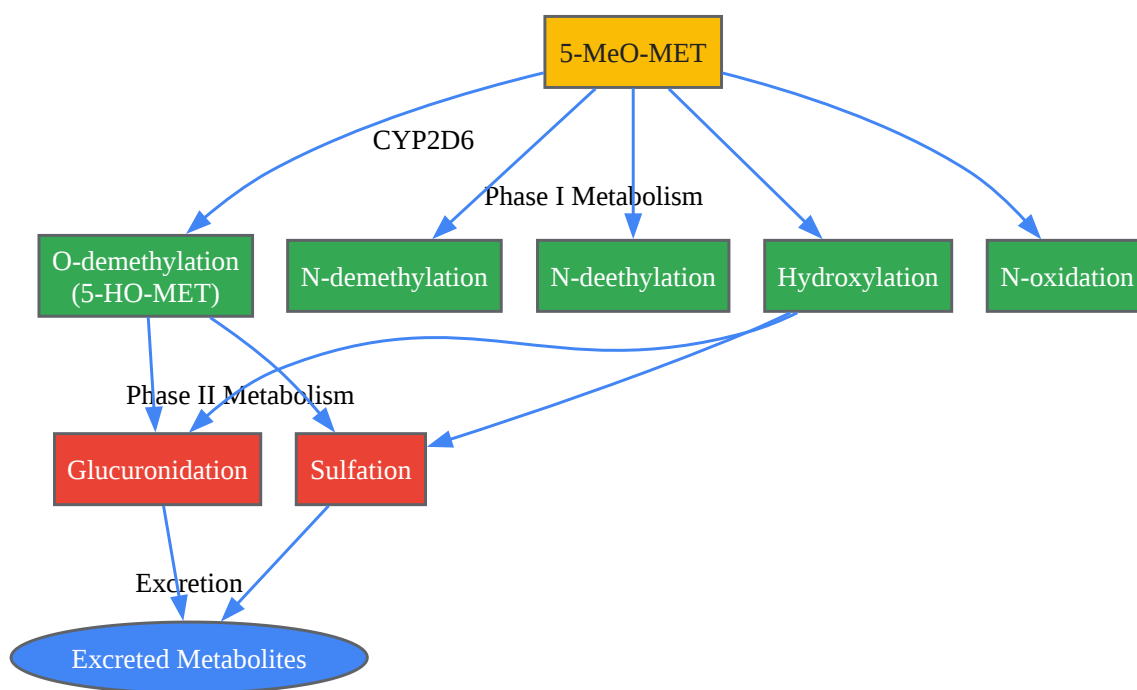 5-MeO-MET
CYP2D6
Phase I Metabolism
O-demethylation
(5-HO-MET)
N-demethylation
N-deethylation
Hydroxylation
N-oxidation
Phase II Metabolism
Glucuronidation
Sulfation
Excretion
Excreted Metabolites